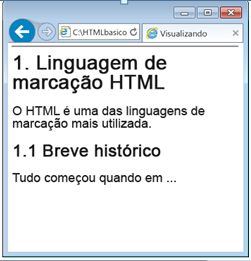 C:\HTMLbasico
Visualizando
1. Linguagem de
marcação HTML
O HTML é uma das linguagens de
marcação mais utilizada.
1.1 Breve histórico
Tudo começou quando em ...